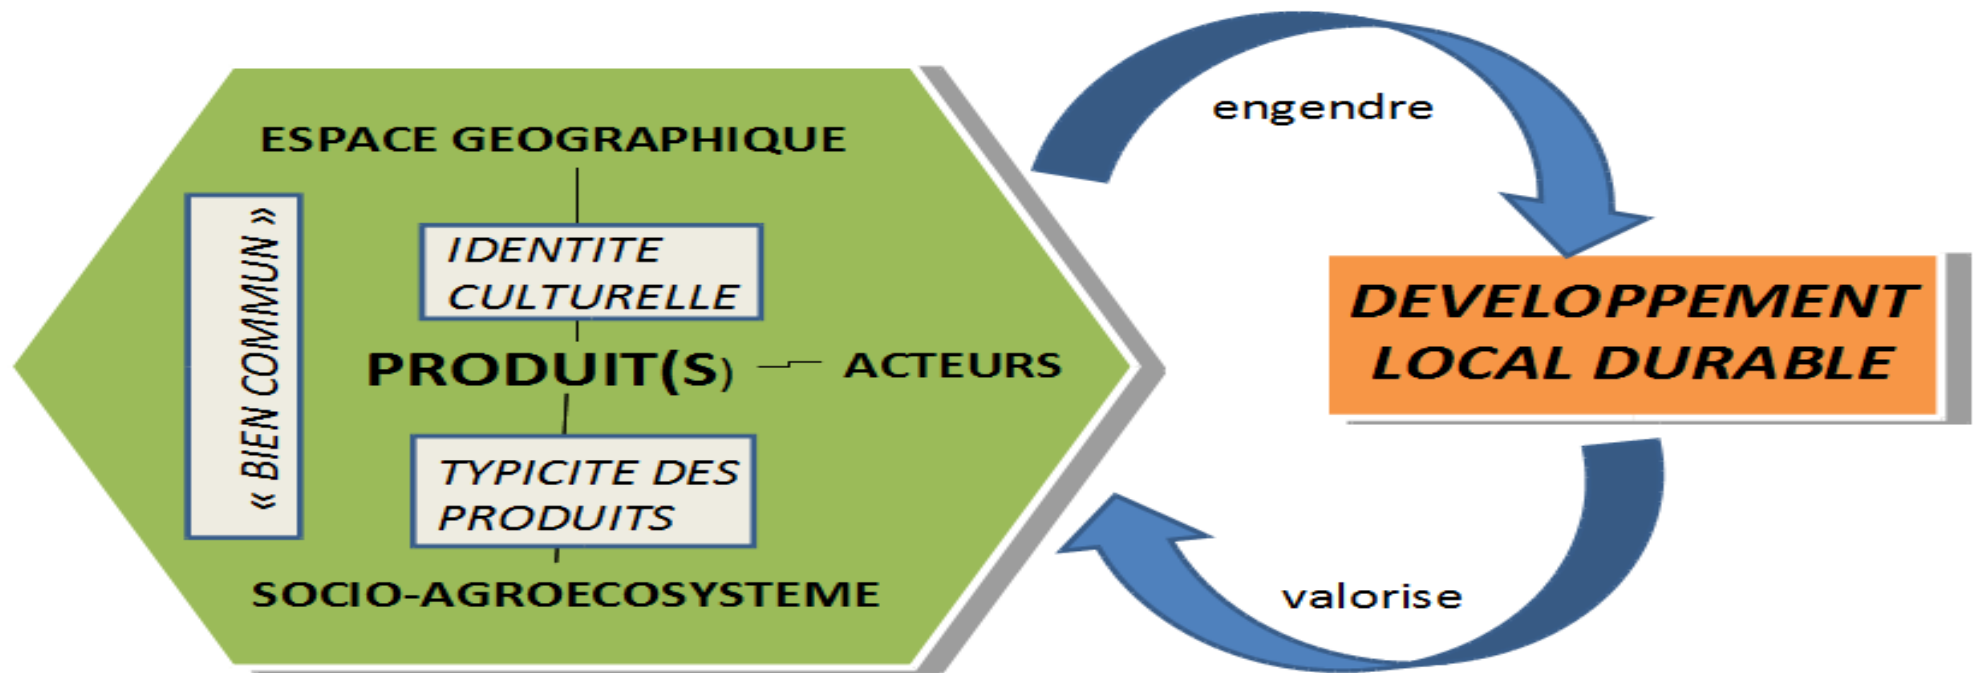 ESPACE GEOGRAPHIQUE
« BIEN COMMUN »
IDENTITE
CULTURELLE
PRODUIT(S)
ACTEURS
TYPICITE DES
PRODUITS
SOCIO-AGROECOSYSTEME
engendre
DEVELOPPEMENT
LOCAL DURABLE
valorise